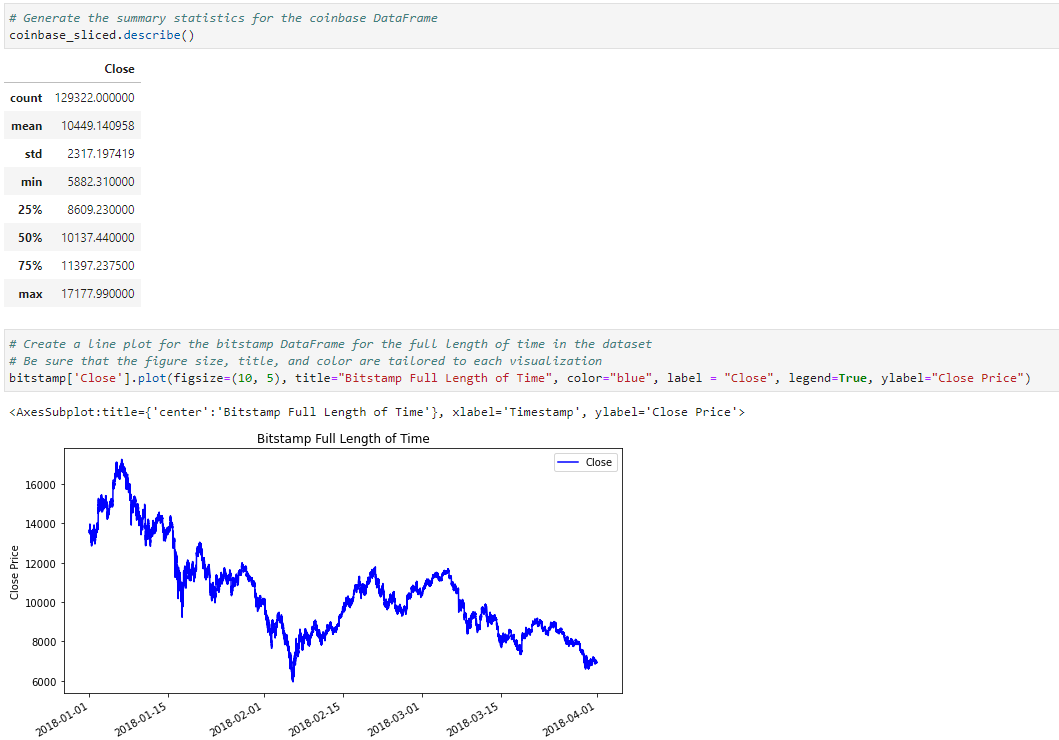 # Generate the summary statistics for the coinbase DataFrame
coinbase_sliced.describe()
Close
count 129322.000000
mean 10449.140958
std 2317.197419
min 5882.310000
25% 8609.230000
50% 10137.440000
75% 11397.237500
max 17177.990000
# Create a line plot for the bitstamp DataFrame for the full length of time in the dataset
# Be sure that the figure size, title, and color are tailored to each visualization
bitstamp['Close'].plot(figsize=(10, 5), title="Bitstamp Full Length of Time", color="blue", label = "Close", legend=True, ylabel="Close Price")
<AxesSubplot:title={'center':'Bitstamp Full Length of Time'}, xlabel='Timestamp', ylabel='Close Price'>
Bitstamp Full Length of Time
Close
16000
14000
12000
10000
8000
6000
Close Price
2018-01-01
2018-01-15
2018-02-01
2018-02-15
2018-03-01
2018-03-15
2018-04-01